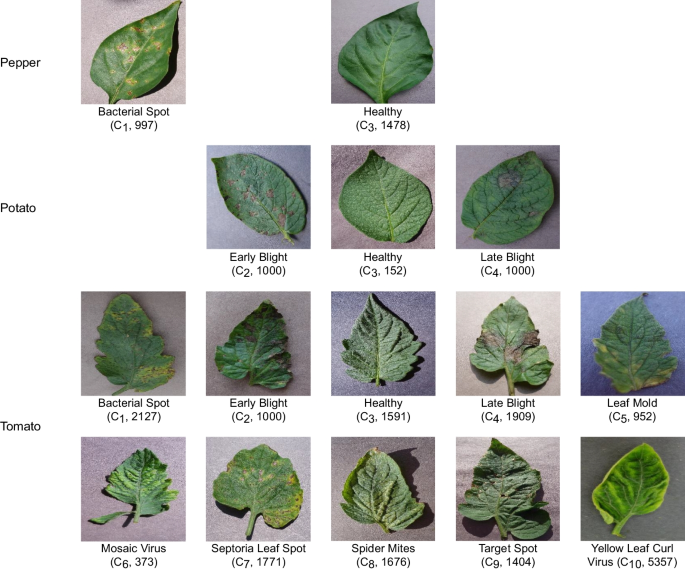 Pepper
Bacterial Spot
(C1, 997)
Healthy
(C3, 1478)
Potato
Early Blight
(C2, 1000)
Healthy
(C3, 152)
Late Blight
(C4, 1000)
Tomato
Bacterial Spot
(C1, 2127)
Early Blight
(C2, 1000)
Healthy
(C3, 1591)
Late Blight
(C4, 1909)
Leaf Mold
(C5, 952)
Mosaic Virus
(C6, 373)
Septoria Leaf Spot
(C7, 1771)
Spider Mites
(C8, 1676)
Target Spot
(C9, 1404)
Yellow Leaf Curl
Virus (C10, 5357)